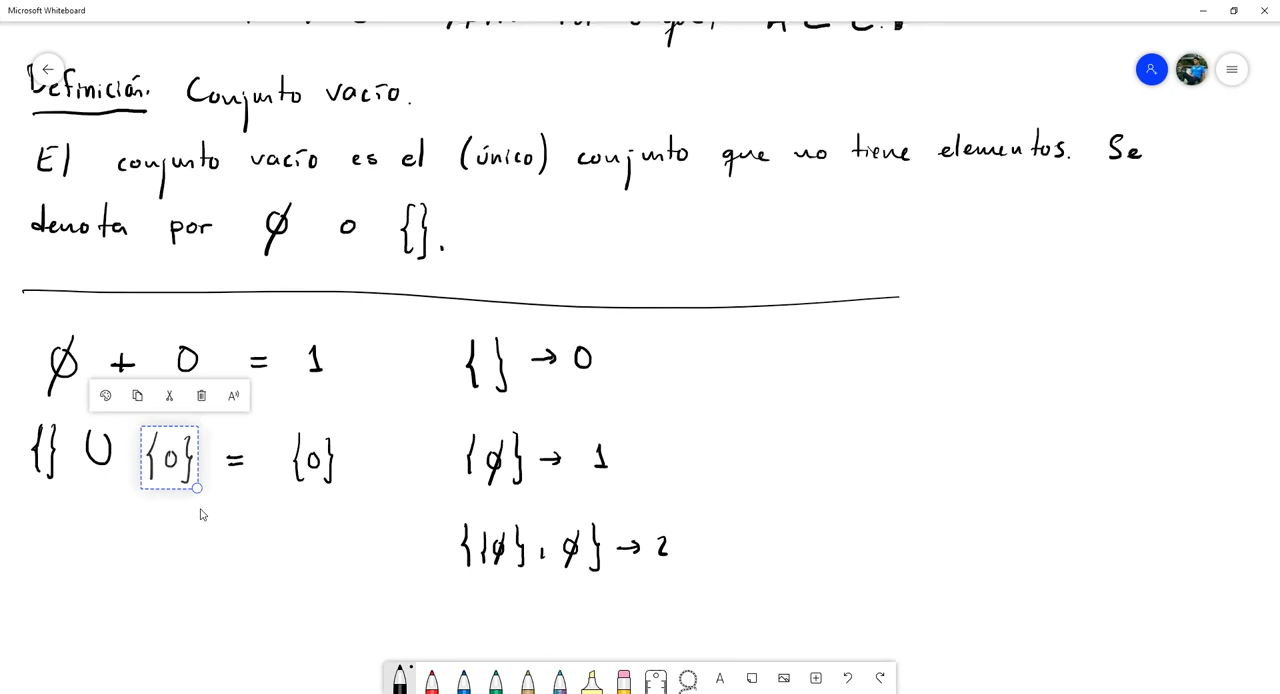 Microsoft Whiteboard
Definición. Conjunto vacío.
El conjunto vacío es el (único) conjunto que no tiene elementos. Se
denota por ∅ o {}.
∅ + 0 = 1
{} ∪ {0} = {0}
{ } → 0
{∅} → 1
{{∅}, ∅} → 2